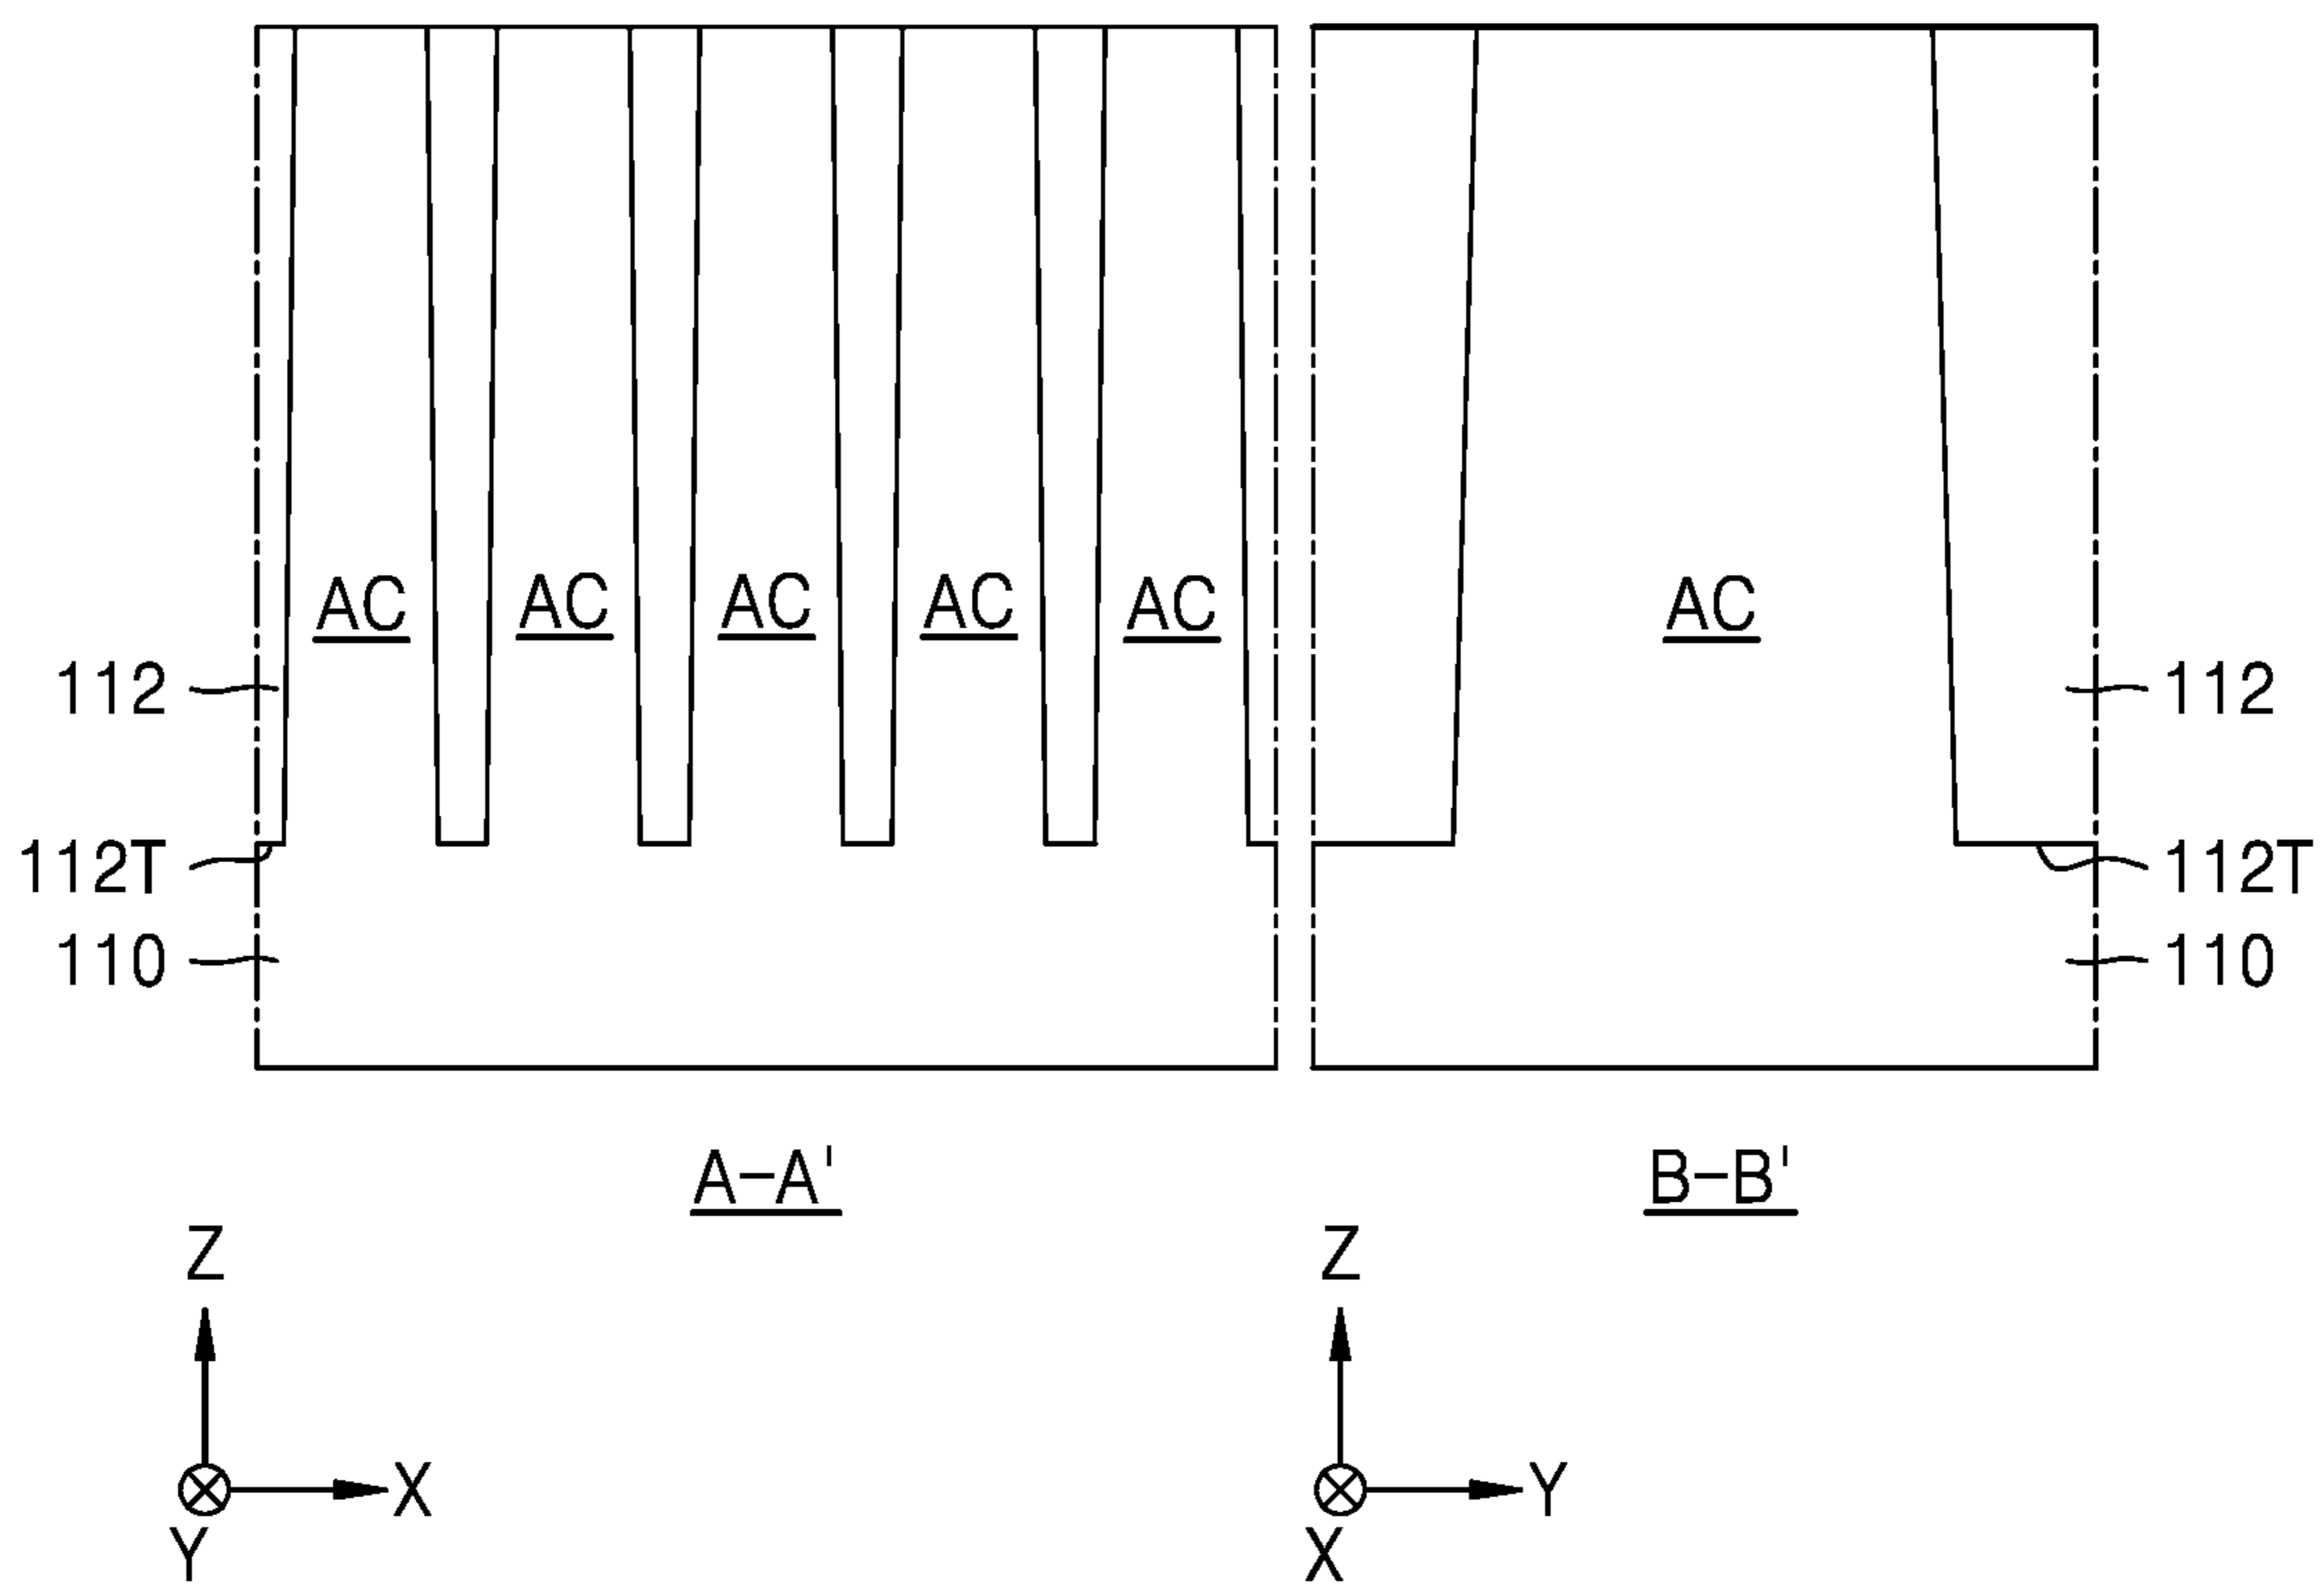 AC AC AC AC AC AC
112 112
112T 112T
110 110
A-A' B-B'
Z Z
X Y
Y X